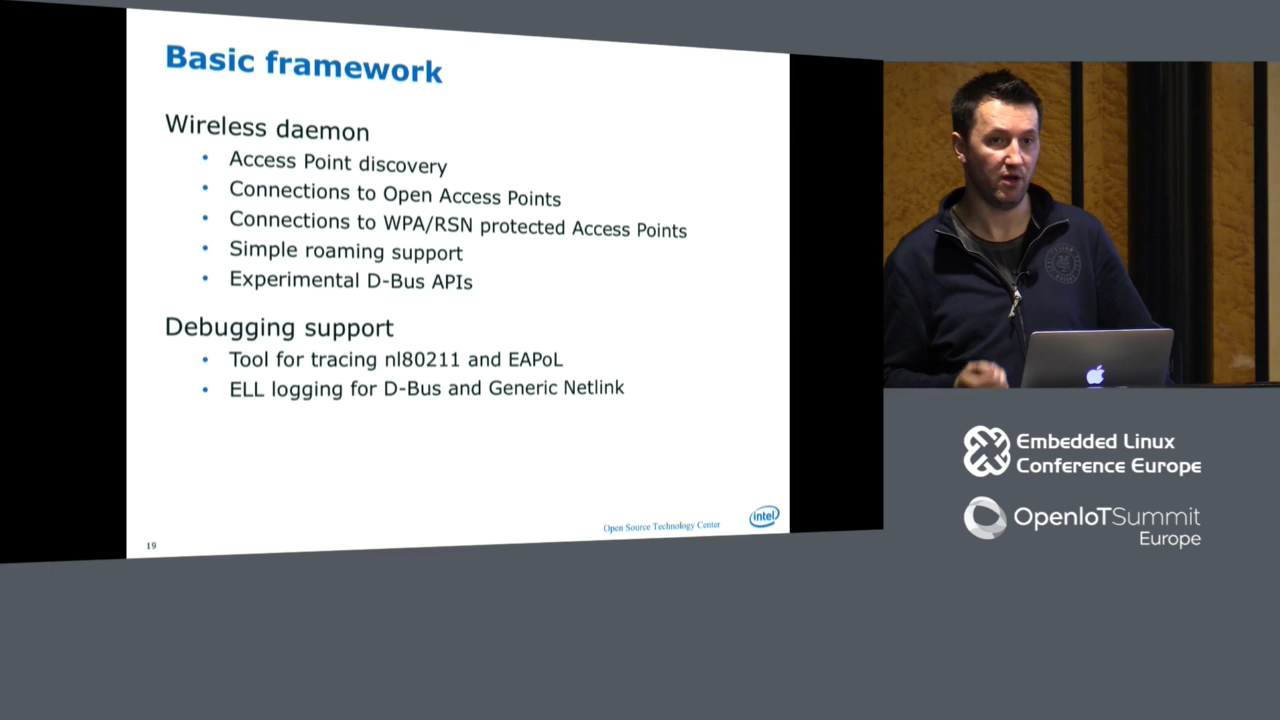 Basic framework
Wireless daemon
• Access Point discovery
• Connections to Open Access Points
• Connections to WPA/RSN protected Access Points
• Simple roaming support
• Experimental D-Bus APIs
Debugging support
• Tool for tracing nl80211 and EAPoL
• ELL logging for D-Bus and Generic Netlink
Open Source Technology Center
intel
19
Embedded Linux
Conference Europe
OpenIoTSummit
Europe